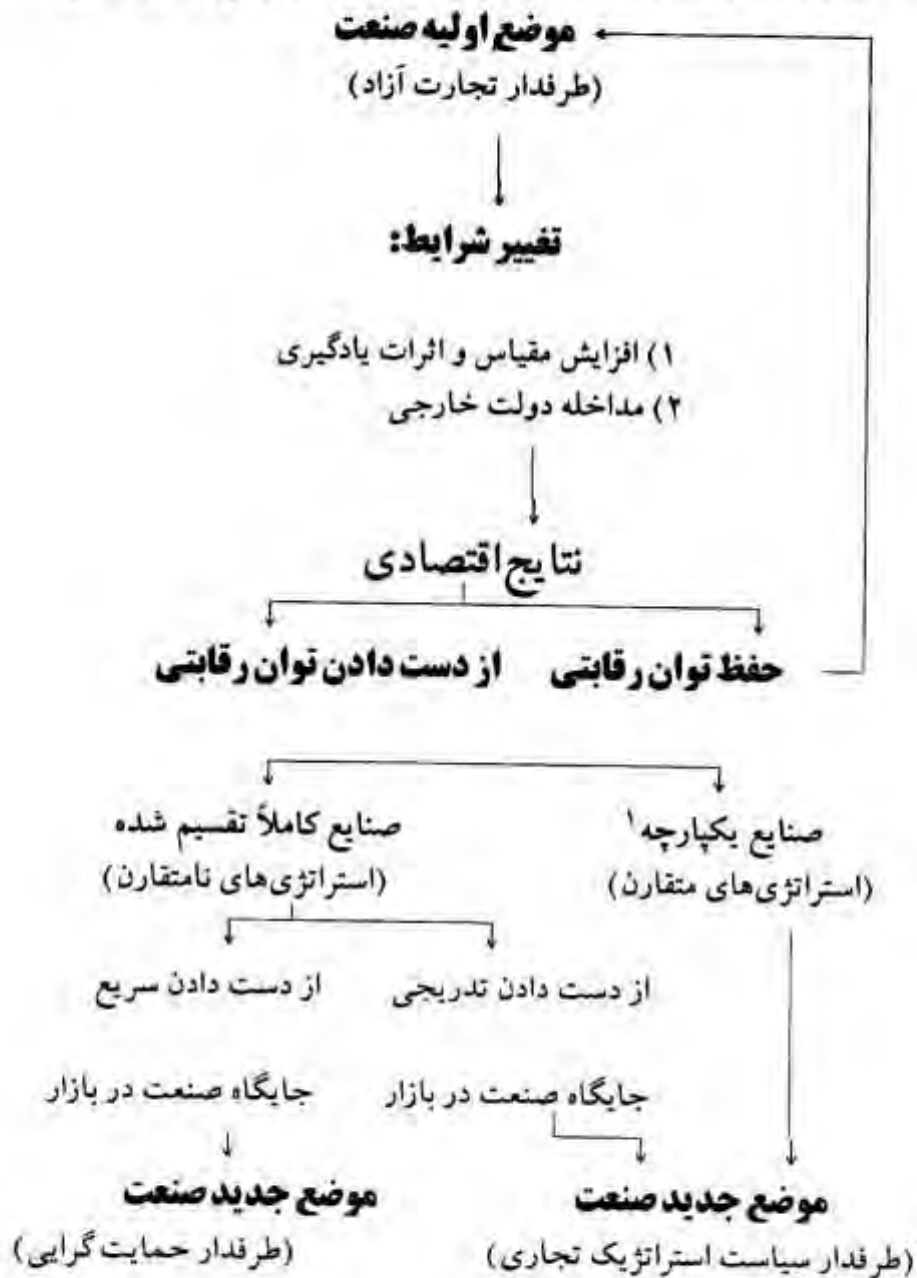 موضع اولیه صنعت
(طرفدار تجارت آزاد)
تغییر شرایط:
۱) افزایش مقیاس و اثرات یادگیری
۲) مداخله دولت خارجی
نتایج اقتصادی
حفظ توان رقابتی از دست دادن توان رقابتی
صنایع یکپارچه ۱ صنایع کاملاً تقسیم شده
(استراتژی‌های متقارن) (استراتژی‌های نامتقارن)
از دست دادن تدریجی از دست دادن سریع
جایگاه صنعت در بازار جایگاه صنعت در بازار
موضع جدید صنعت موضع جدید صنعت
(طرفدار سیاست استراتژیک تجاری) (طرفدار حمایت گرایی)